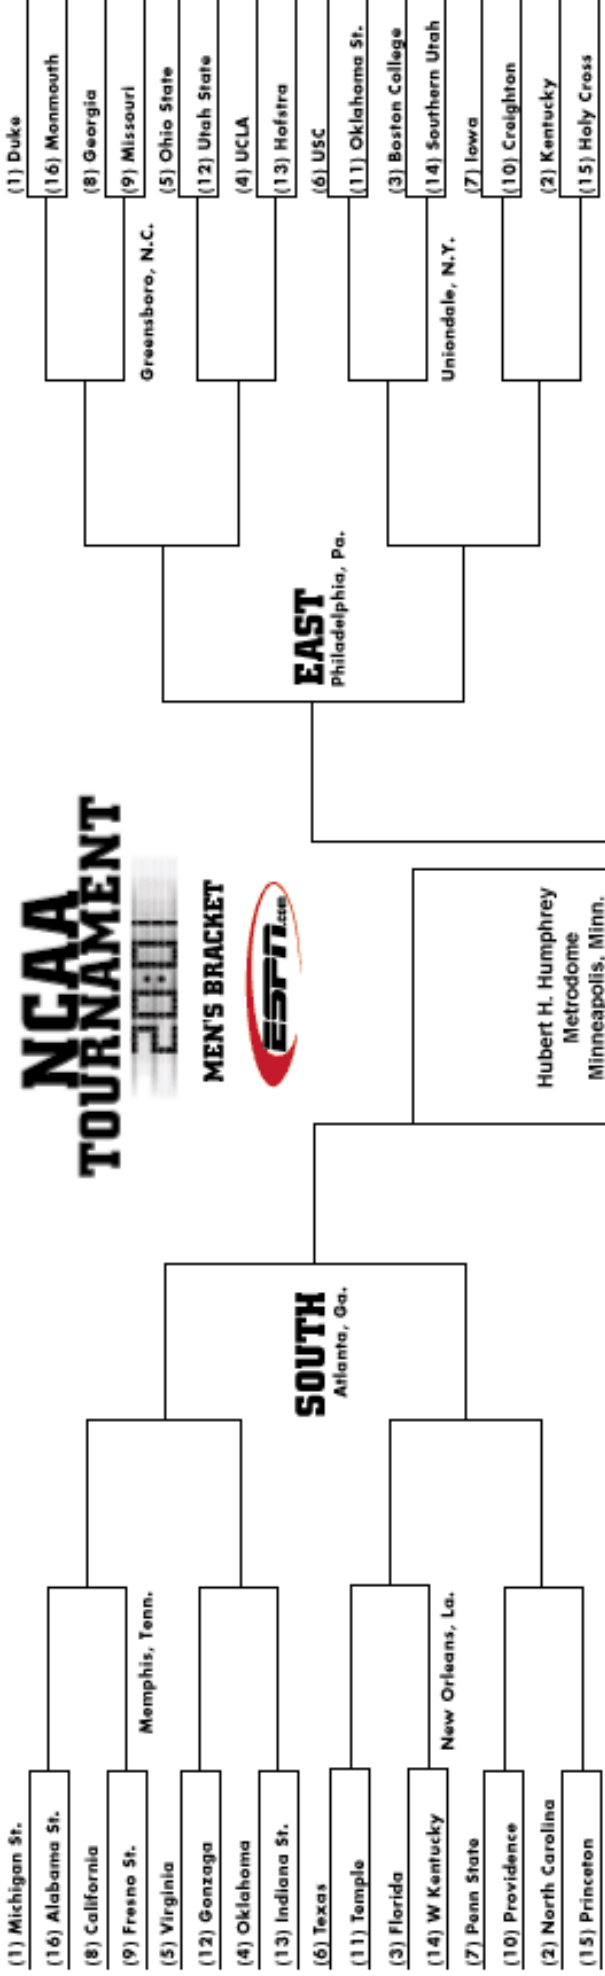 (1) Michigan St.
(16) Alabama St.
(8) California
(9) Fresno St.
Memphis, Tenn.
(5) Virginia
(12) Gonzaga
(4) Oklahoma
(13) Indiana St.
(6) Texas
(11) Temple
(3) Florida
(14) W Kentucky
New Orleans, La.
(7) Penn State
(10) Providence
(2) North Carolina
(15) Princeton
SOUTH
Atlanta, Ga.
NCAA
TOURNAMENT
20:01
MEN'S BRACKET
ESPN.com
Hubert H. Humphrey
Metrodome
Minneapolis, Minn.
EAST
Philadelphia, Pa.
(1) Duke
(16) Monmouth
(8) Georgia
(9) Missouri
Greensboro, N.C.
(5) Ohio State
(12) Utah State
(4) UCLA
(13) Hofstra
(6) USC
(11) Oklahoma St.
(3) Boston College
(14) Southern Utah
Uniondale, N.Y.
(7) Iowa
(10) Creighton
(2) Kentucky
(15) Holy Cross